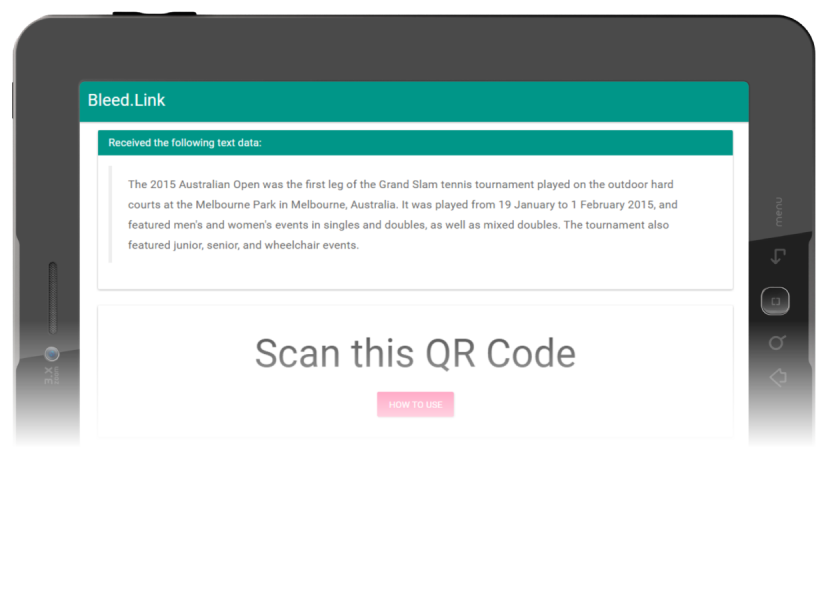 Bleed.Link
Received the following text data:
The 2015 Australian Open was the first leg of the Grand Slam tennis tournament played on the outdoor hard
courts at the Melbourne Park in Melbourne, Australia. It was played from 19 January to 1 February 2015, and
featured men's and women's events in singles and doubles, as well as mixed doubles. The tournament also
featured junior, senior, and wheelchair events.
Scan this QR Code
HOW TO USE
menu
3.X
zoom